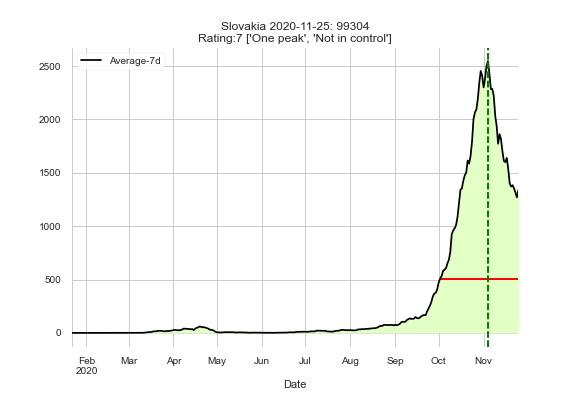 Slovakia 2020-11-25: 99304
Rating:7 ['One peak', 'Not in control']
Average-7d
2500
2000
1500
1000
500
0
Feb Mar Apr May Jun Jul Aug Sep Oct Nov
2020
Date